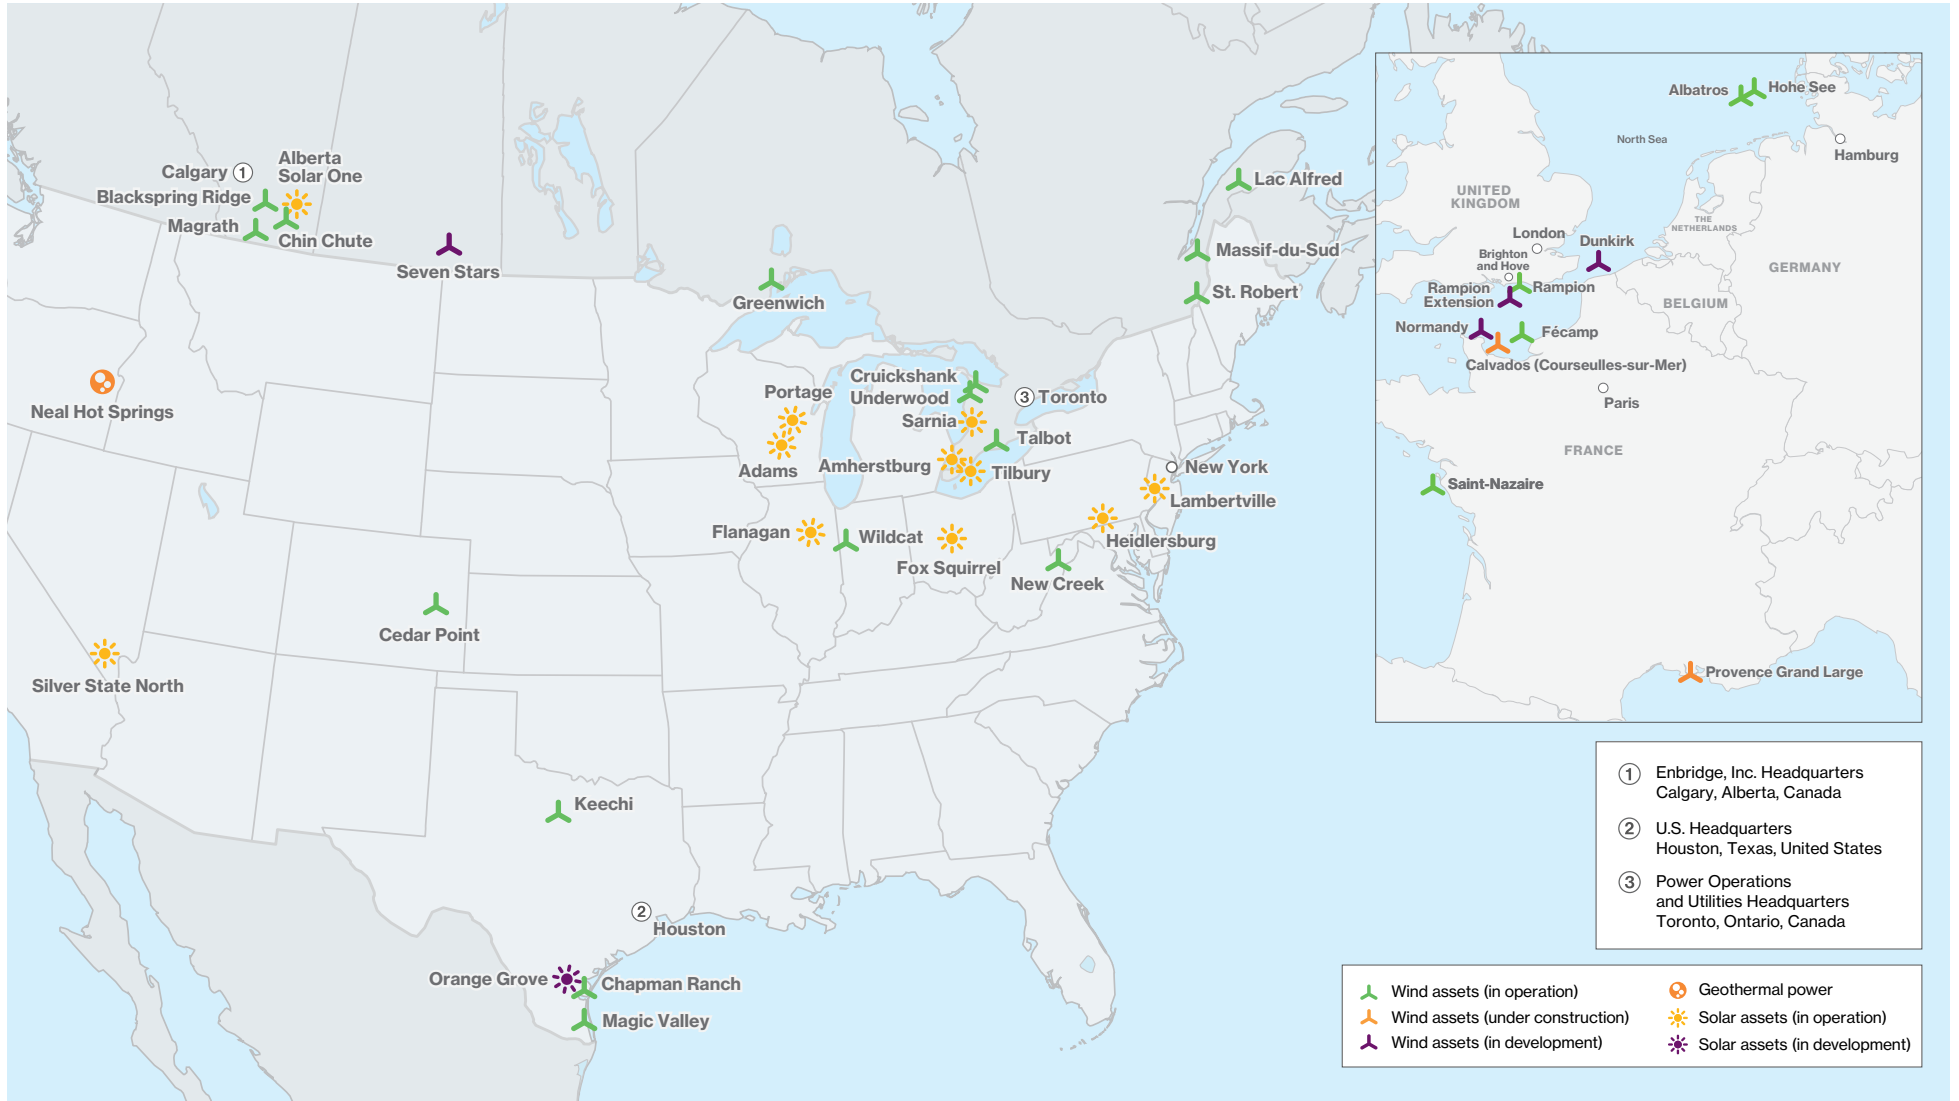 Calgary 1
Alberta
Solar One
Blackspring Ridge
Magrath
Chin Chute
Seven Stars
Greenwich
Lac Alfred
Massif-du-Sud
St. Robert
Neal Hot Springs
Portage
Adams
Cruickshank
Underwood
Sarnia
3 Toronto
Talbot
Amherstburg
Tilbury
New York
Lambertville
Flanagan
Wildcat
Fox Squirrel
Heidlersburg
New Creek
Cedar Point
Silver State North
Keechi
2
Houston
Orange Grove
Chapman Ranch
Magic Valley
Albatros
Hohe See
North Sea
Hamburg
UNITED
KINGDOM
THE
NETHERLANDS
London
Dunkirk
Brighton
and Hove
GERMANY
Rampion
Extension
Rampion
BELGIUM
Normandy
Fécamp
Calvados (Courseulles-sur-Mer)
Paris
FRANCE
Saint-Nazaire
Provence Grand Large
1 Enbridge, Inc. Headquarters
Calgary, Alberta, Canada
2 U.S. Headquarters
Houston, Texas, United States
3 Power Operations
and Utilities Headquarters
Toronto, Ontario, Canada
Wind assets (in operation)
Wind assets (under construction)
Wind assets (in development)
Geothermal power
Solar assets (in operation)
Solar assets (in development)